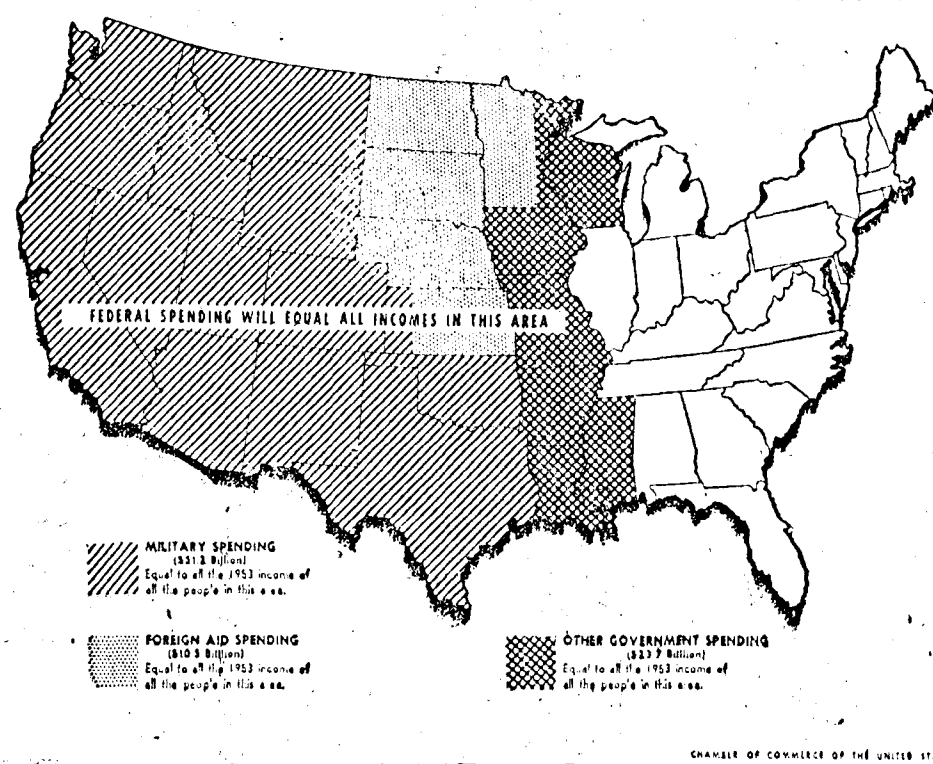 FEDERAL SPENDING WILL EQUAL ALL INCOMES IN THIS AREA
MILITARY SPENDING
Billion)
Equal to all the 1953 income of
all the people in this area.
FOREIGN AID SPENDING
Billion)
Equal to all the 1953 income of
all the people in this area.
OTHER GOVERNMENT SPENDING
Billion)
Equal to all the 1953 income of
all the people in this area.
CHAMBER OF COMMERCE OF THE UNITED